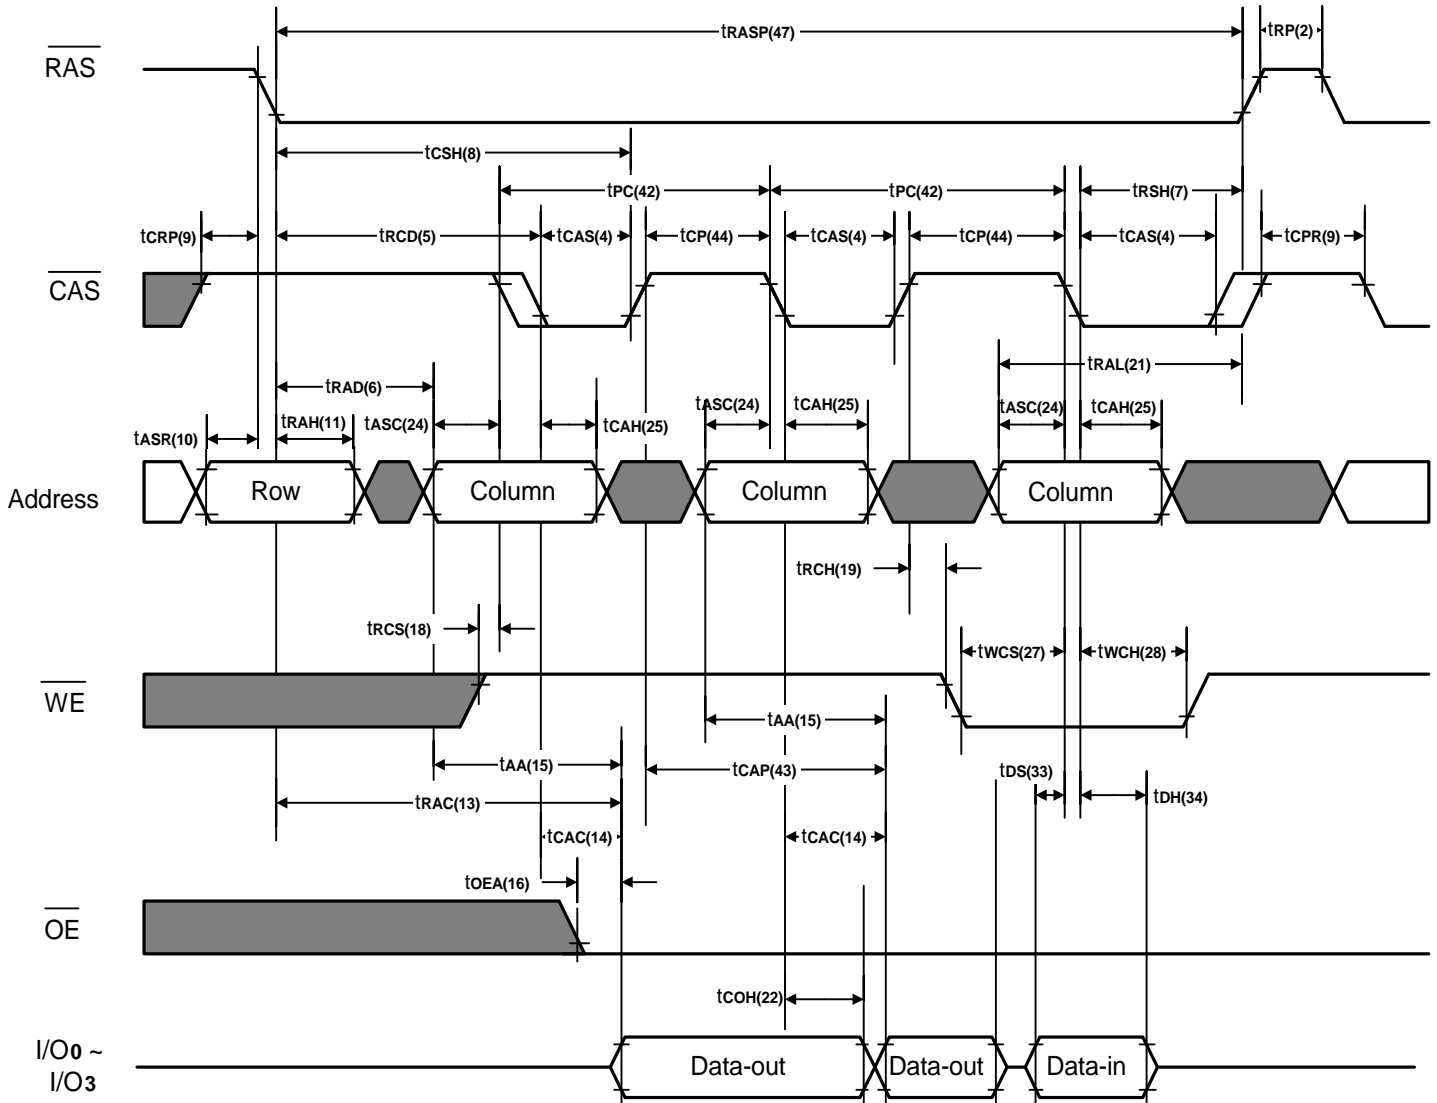 tRASP(47) tRP(2)
RAS
tCSH(8)
tPC(42) tPC(42) tRSH(7)
tCRP(9) tRCD(5) tCAS(4) tCP(44) tCAS(4) tCP(44) tCAS(4) tCPR(9)
CAS
tRAL(21)
tRAD(6)
tASR(10) tRAH(11) tASC(24) tCAH(25) tASC(24) tCAH(25) tASC(24) tCAH(25)
Address Row Column Column Column
tRCH(19)
tRCS(18)
tWCS(27) tWCH(28)
WE
tAA(15)
tAA(15) tCAP(43) tDS(33)
tRAC(13) tDH(34)
tCAC(14) tCAC(14)
tOEA(16)
OE
tCOH(22)
I/O0 ~
I/O3
Data-out Data-out Data-in